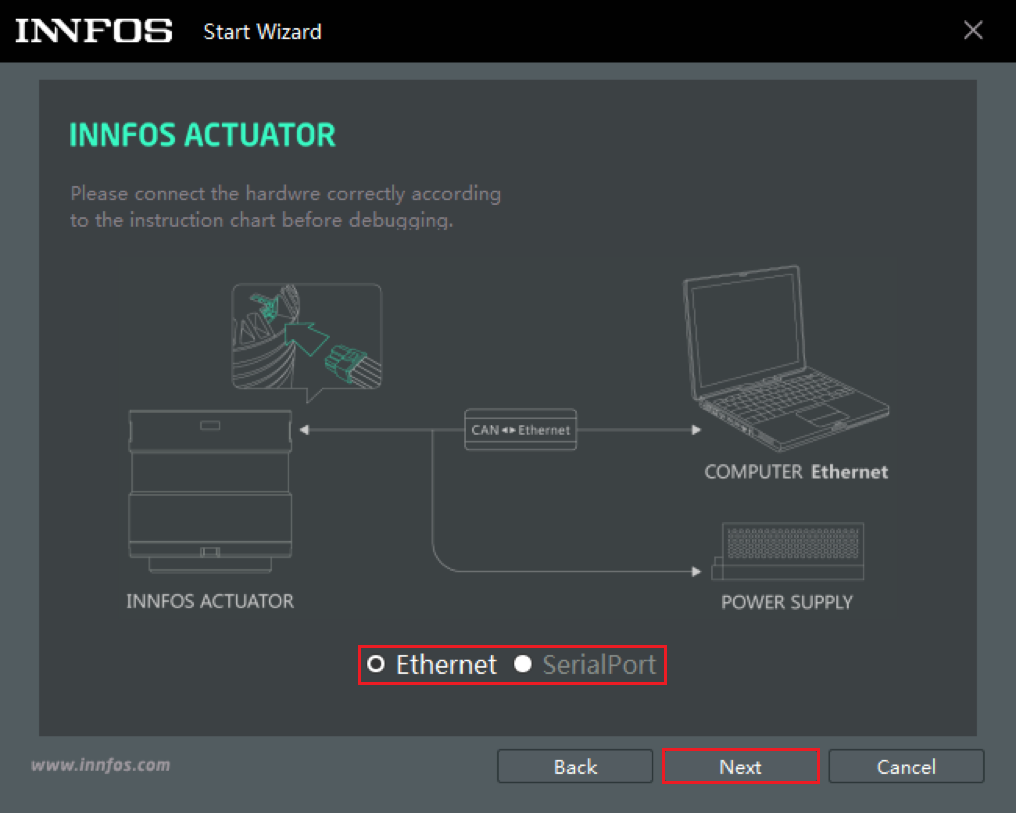 INNFOS Start Wizard
INNFOS ACTUATOR
Please connect the hardwre correctly according
to the instruction chart before debugging.
CAN◄►Ethernet
COMPUTER Ethernet
INNFOS ACTUATOR
POWER SUPPLY
Ethernet SerialPort
www.innfos.com
Back Next Cancel